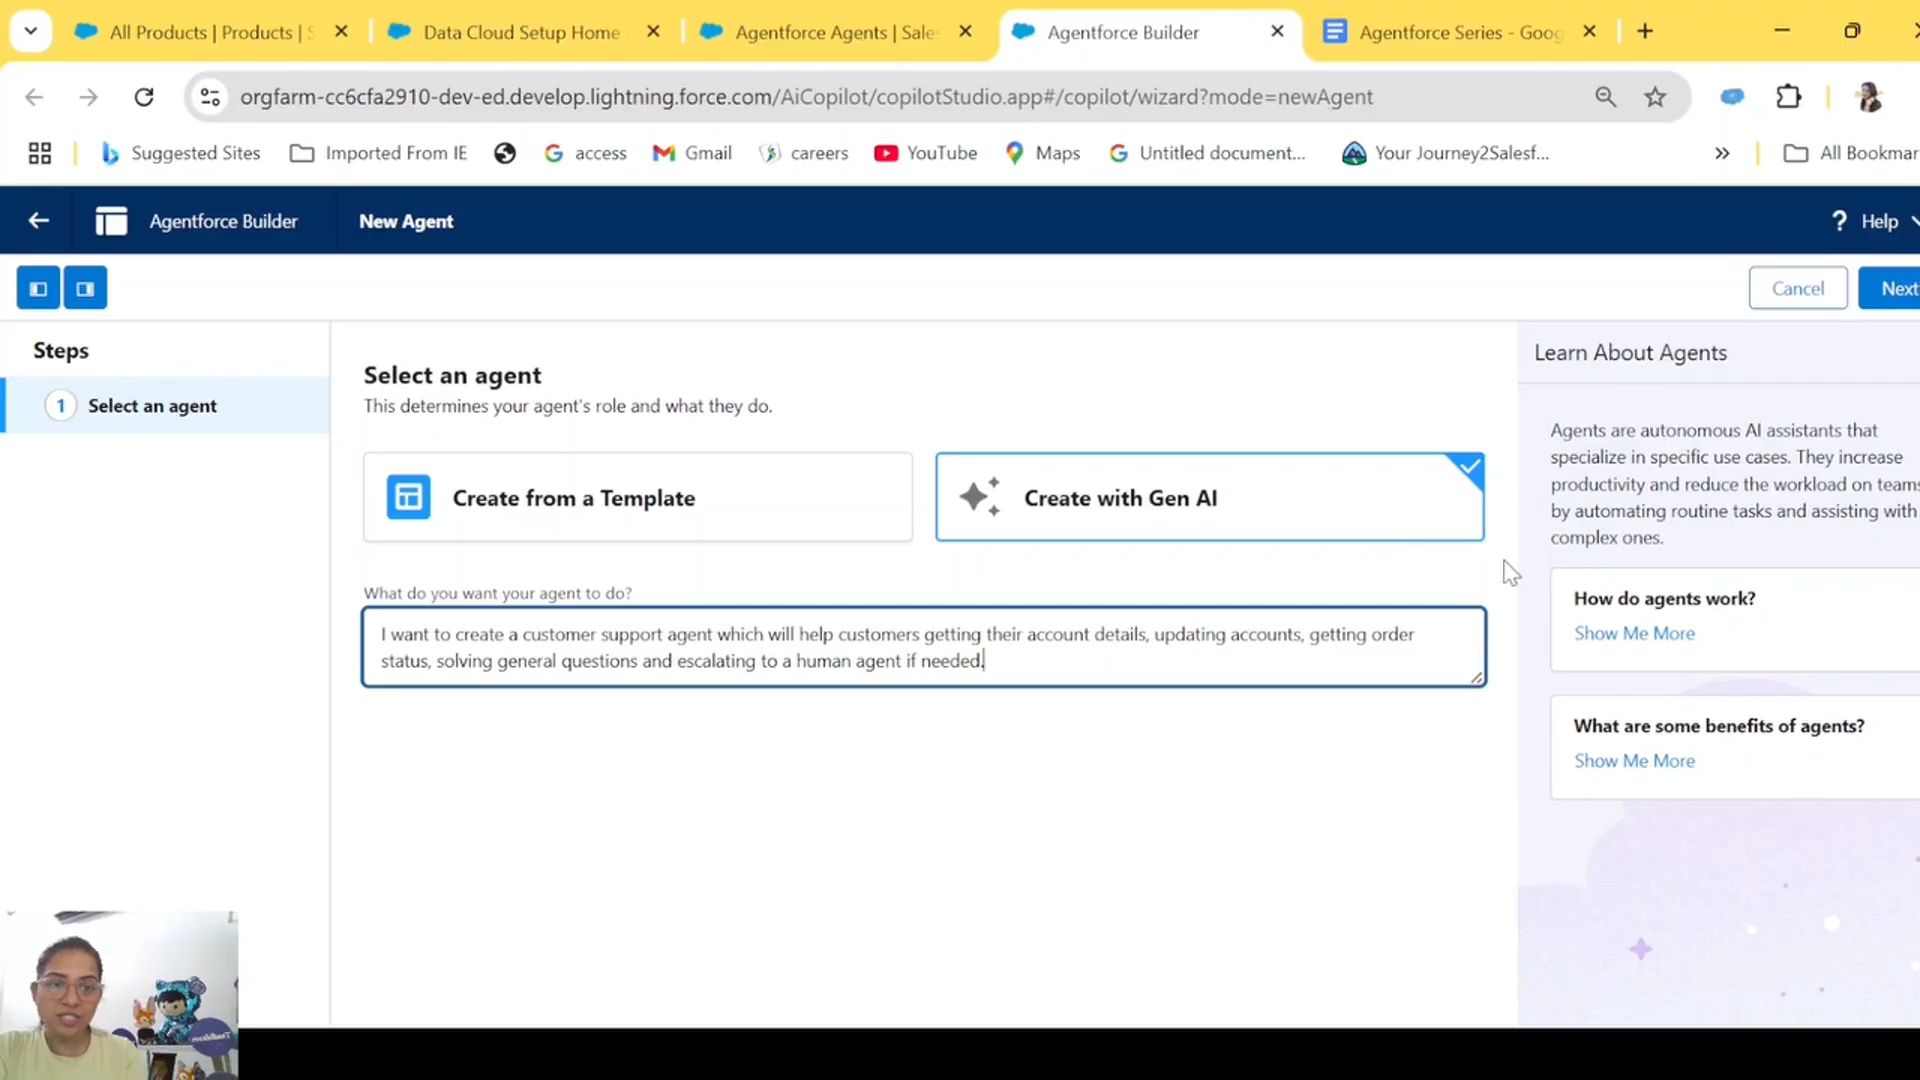 All Products | Products | S
Data Cloud Setup Home
Agentforce Agents | Sale
Agentforce Builder
Agentforce Series - Goog
orgfarm-cc6cfa2910-dev-ed.develop.lightning.force.com/AiCopilot/copilotStudio.app#/copilot/wizard?mode=newAgent
Suggested Sites
Imported From IE
access
Gmail
careers
YouTube
Maps
Untitled document...
Your Journey2Salesf...
All Bookmar
Agentforce Builder
New Agent
? Help
Cancel
Next
Steps
1 Select an agent
Select an agent
This determines your agent's role and what they do.
Create from a Template
Create with Gen AI
What do you want your agent to do?
I want to create a customer support agent which will help customers getting their account details, updating accounts, getting order
status, solving general questions and escalating to a human agent if needed.
Learn About Agents
Agents are autonomous AI assistants that
specialize in specific use cases. They increase
productivity and reduce the workload on teams
by automating routine tasks and assisting with
complex ones.
How do agents work?
Show Me More
What are some benefits of agents?
Show Me More